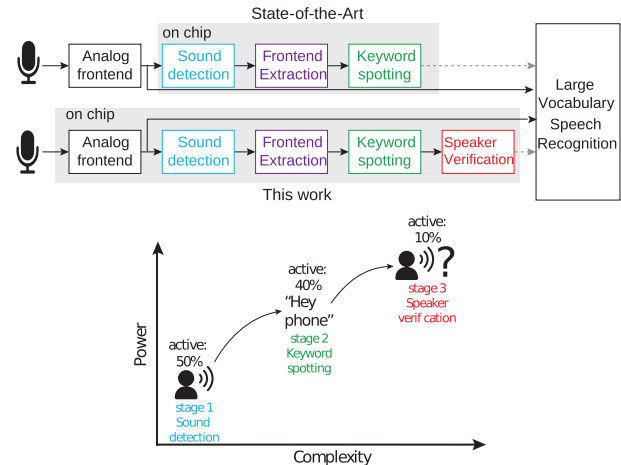 State-of-the-Art
on chip
Analog
frontend
Sound
detection
Frontend
Extraction
Keyword
spotting
Large
Vocabulary
Speech
Recognition
on chip
Analog
frontend
Sound
detection
Frontend
Extraction
Keyword
spotting
Speaker
Verification
This work
Power
active:
50%
stage 1
Sound
detection
active:
40%
“Hey
phone”
stage 2
Keyword
spotting
active:
10%
?
stage 3
Speaker
verif cation
Complexity